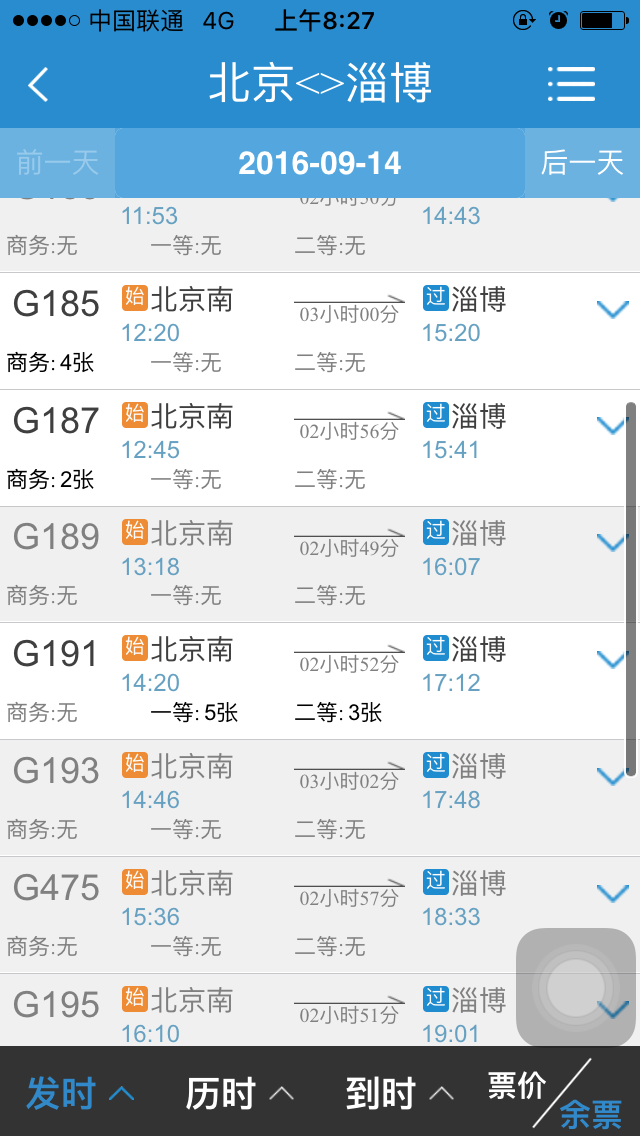 中国联通 4G 上午8:27
北京<>淄博
前一天 2016-09-14 后一天
11:53 14:43
商务:无 一等:无 二等:无
G185 始 北京南 03小时00分 过 淄博
12:20 15:20
商务: 4张 一等:无 二等:无
G187 始 北京南 02小时56分 过 淄博
12:45 15:41
商务: 2张 一等:无 二等:无
G189 始 北京南 02小时49分 过 淄博
13:18 16:07
商务:无 一等:无 二等:无
G191 始 北京南 02小时52分 过 淄博
14:20 17:12
商务:无 一等: 5张 二等: 3张
G193 始 北京南 03小时02分 过 淄博
14:46 17:48
商务:无 一等:无 二等:无
G475 始 北京南 02小时57分 过 淄博
15:36 18:33
商务:无 一等:无 二等:无
G195 始 北京南 02小时51分 过 淄博
16:10 19:01
发时 历时 到时 票价/余票